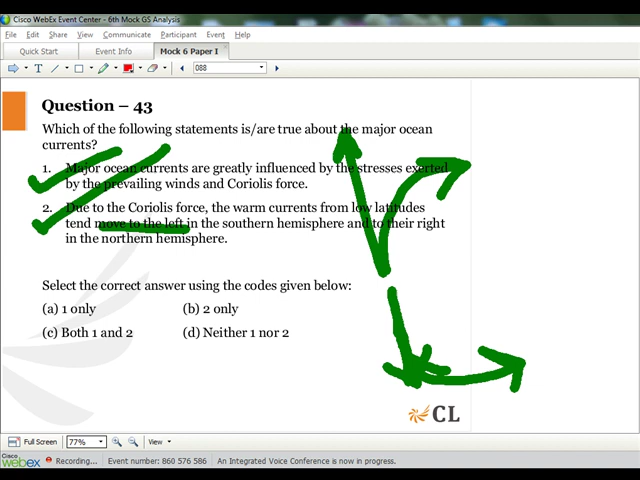 Cisco WebEx Event Center - 6th Mock GS Analysis
File Edit Share View Communicate Participant Event Help
Quick Start Event Info Mock 6 Paper I
T 088
Question – 43
Which of the following statements is/are true about the major ocean
currents?
1. Major ocean currents are greatly influenced by the stresses exerted
by the prevailing winds and Coriolis force.
2. Due to the Coriolis force, the warm currents from low latitudes
tend move to the left in the southern hemisphere and to their right
in the northern hemisphere.
Select the correct answer using the codes given below:
(a) 1 only (b) 2 only
(c) Both 1 and 2 (d) Neither 1 nor 2
CL
Full Screen 77% View
Cisco
webex Recording... Event number: 860 576 586 An Integrated Voice Conference is now in progress.